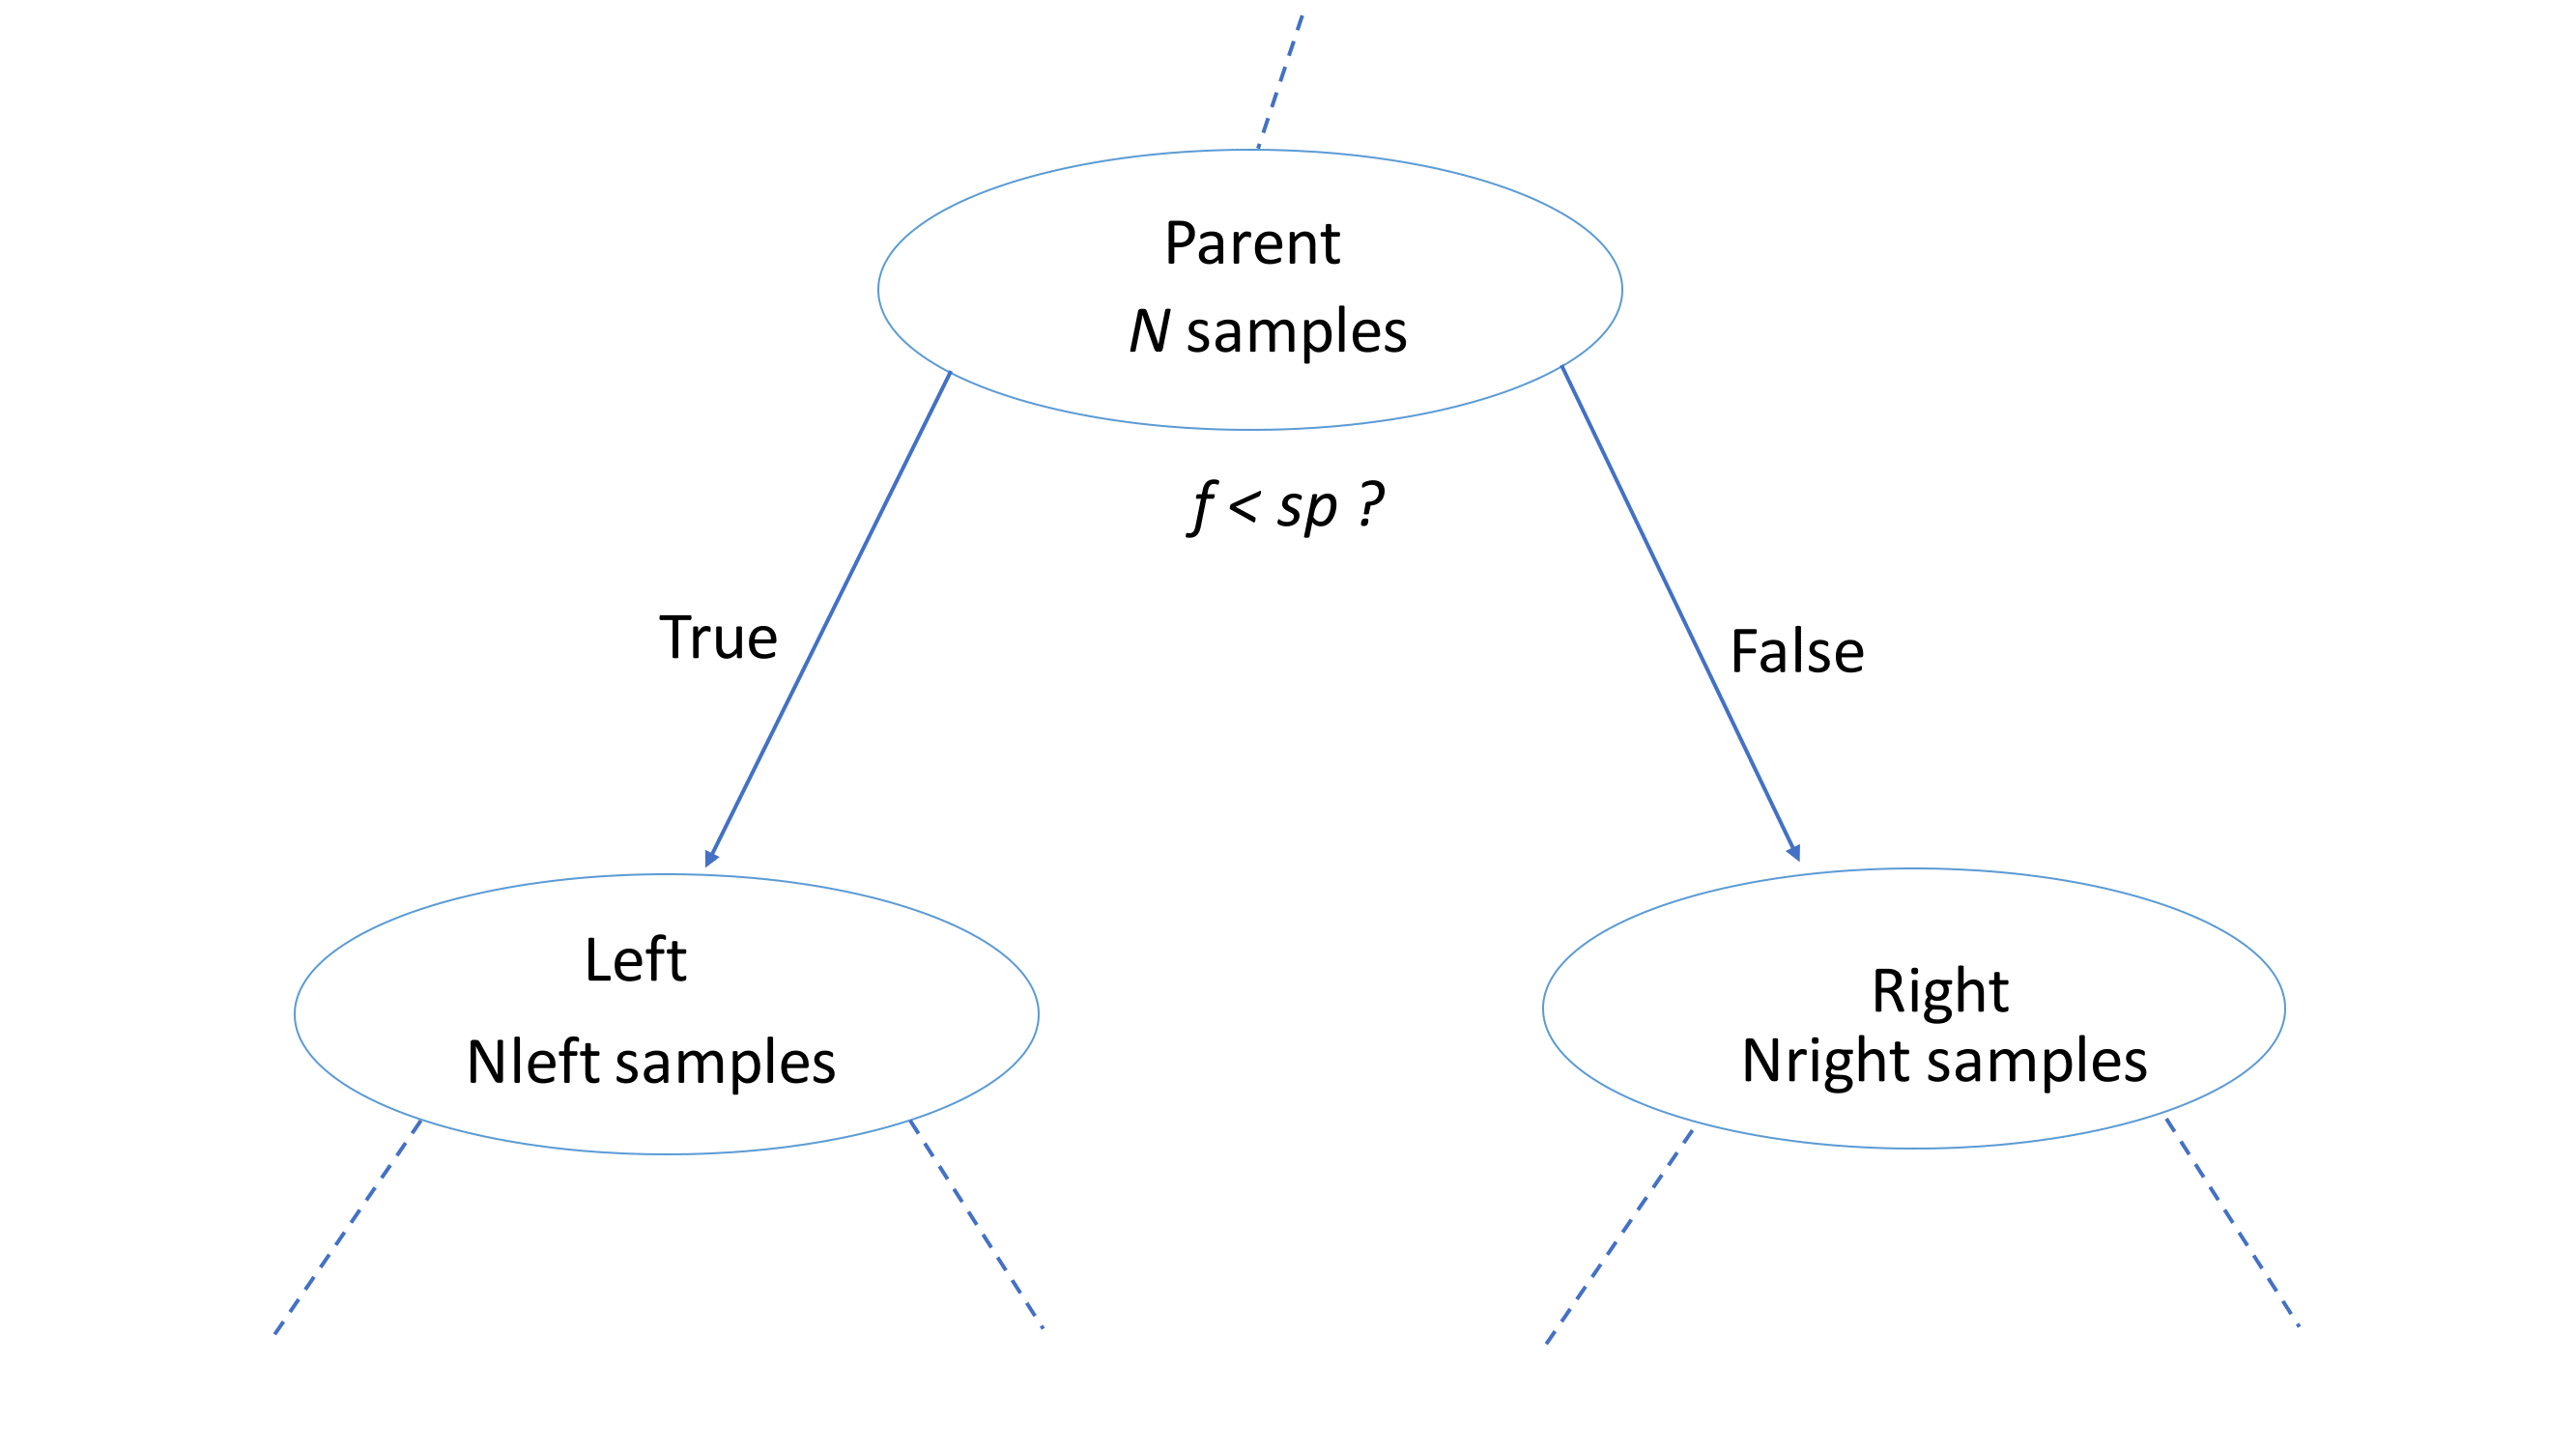 Parent
N samples
f < sp ?
True
False
Left
Nleft samples
Right
Nright samples